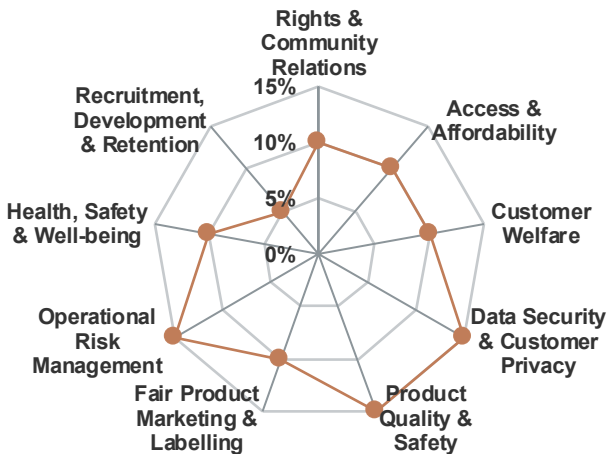 Rights &
Community
Relations
15%
10%
5%
0%
Access &
Affordability
Customer
Welfare
Data Security
& Customer
Privacy
Product
Quality &
Safety
Fair Product
Marketing &
Labelling
Operational
Risk
Management
Health, Safety
& Well-being
Recruitment,
Development
& Retention